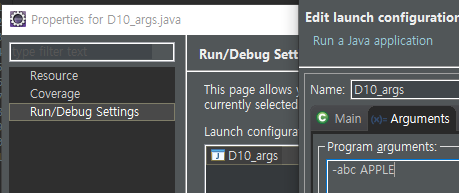 Properties for D10_args.java
type filter text
Resource
Coverage
Run/Debug Settings
Run/Debug Setti
This page allows
currently selected
Launch configura
D10_args
Edit launch configuration
Run a Java application
Name: D10_args
Main
(x)= Arguments
Program arguments:
-abc APPLE